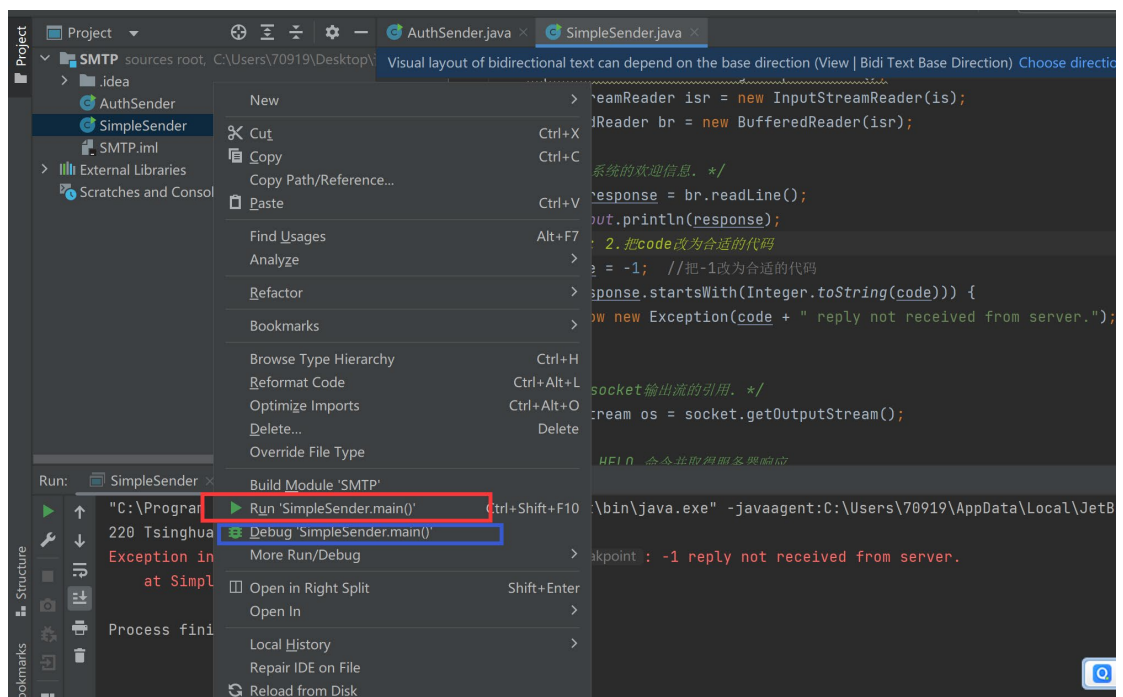 Project
Project
AuthSender.java
SimpleSender.java
SMTP sources root, C:\Users\70919\Desktop\
Visual layout of bidirectional text can depend on the base direction (View | Bidi Text Base Direction) Choose directio
.idea
AuthSender
SimpleSender
SMTP.iml
External Libraries
Scratches and Consol
New
Cut Ctrl+X
Copy Ctrl+C
Copy Path/Reference...
Paste Ctrl+V
Find Usages Alt+F7
Analyze
Refactor
Bookmarks
Browse Type Hierarchy Ctrl+H
Reformat Code Ctrl+Alt+L
Optimize Imports Ctrl+Alt+O
Delete... Delete
Override File Type
Build Module 'SMTP'
Run 'SimpleSender.main()' Ctrl+Shift+F10
Debug 'SimpleSender.main()'
More Run/Debug
Open in Right Split Shift+Enter
Open In
Local History
Repair IDE on File
Reload from Disk
reamReader isr = new InputStreamReader(is);
dReader br = new BufferedReader(isr);
系统的欢迎信息. */
response = br.readLine();
out.println(response);
: 2.把code改为合适的代码
e = -1; //把-1改为合适的代码
sponse.startsWith(Integer.toString(code))) {
ow new Exception(code + " reply not received from server.");
socket输出流的引用. */
tream os = socket.getOutputStream();
HELO 命令并取得服务器响应
Run: SimpleSender
"C:\Program
:\bin\java.exe" -javaagent:C:\Users\70919\AppData\Local\JetB
220 Tsinghua
Exception in
akpoint : -1 reply not received from server.
at Simpl
Process fini
Structure
ookmarks